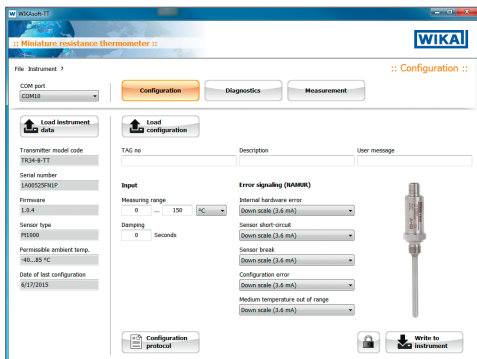 WIKAsoft-TT
:: Miniature resistance thermometer ::
WIKA
File Instrument ?
:: Configuration ::
COM port
COM10
Configuration
Diagnostics
Measurement
Load instrument
data
Load
configuration
Transmitter model code
TR34-B-TT
TAG no
Description
User message
Serial number
1A00525FN1P
Input
Error signaling (NAMUR)
Firmware
1.0.4
Measuring range
0 ... 150 °C
Internal hardware error
Down scale (3.6 mA)
Sensor type
Pt1000
Damping
0 Seconds
Sensor short-circuit
Down scale (3.6 mA)
Permissible ambient temp.
-40...85 °C
Sensor break
Down scale (3.6 mA)
Date of last configuration
6/17/2015
Configuration error
Down scale (3.6 mA)
Medium temperature out of range
Down scale (3.6 mA)
Configuration
protocol
Write to
instrument